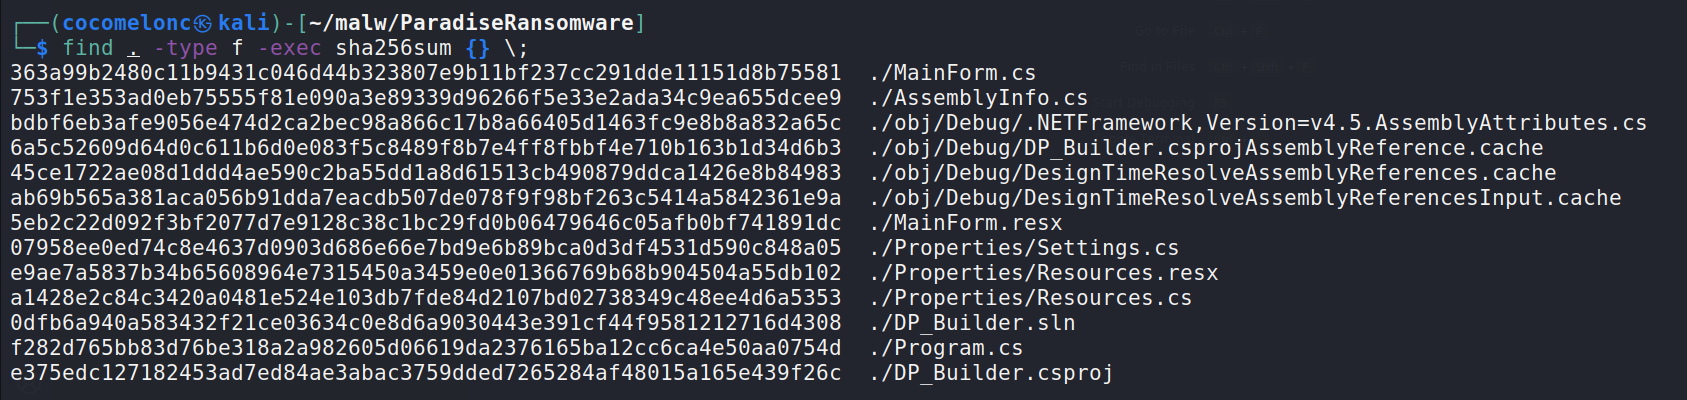 ┌──(cocomelonc㉿kali)-[~/malw/ParadiseRansomware]
└─$ find . -type f -exec sha256sum {} \;
363a99b2480c11b9431c046d44b323807e9b11bf237cc291dde11151d8b75581  ./MainForm.cs
753f1e353ad0eb75555f81e090a3e89339d96266f5e33e2ada34c9ea655dcee9  ./AssemblyInfo.cs
bdbf6eb3afe9056e474d2ca2bec98a866c17b8a66405d1463fc9e8b8a832a65c  ./obj/Debug/.NETFramework,Version=v4.5.AssemblyAttributes.cs
6a5c52609d64d0c611b6d0e083f5c8489f8b7e4ff8fbbf4e710b163b1d34d6b3  ./obj/Debug/DP_Builder.csprojAssemblyReference.cache
45ce1722ae08d1ddd4ae590c2ba55dd1a8d61513cb490879ddca1426e8b84983  ./obj/Debug/DesignTimeResolveAssemblyReferences.cache
ab69b565a381aca056b91dda7eacdb507de078f9f98bf263c5414a5842361e9a  ./obj/Debug/DesignTimeResolveAssemblyReferencesInput.cache
5eb2c22d092f3bf2077d7e9128c38c1bc29fd0b06479646c05afb0bf741891dc  ./MainForm.resx
07958ee0ed74c8e4637d0903d686e66e7bd9e6b89bca0d3df4531d590c848a05  ./Properties/Settings.cs
e9ae7a5837b34b65608964e7315450a3459e0e01366769b68b904504a55db102  ./Properties/Resources.resx
a1428e2c84c3420a0481e524e103db7fde84d2107bd02738349c48ee4d6a5353  ./Properties/Resources.cs
0dfb6a940a583432f21ce03634c0e8d6a9030443e391cf44f9581212716d4308  ./DP_Builder.sln
f282d765bb83d76be318a2a982605d06619da2376165ba12cc6ca4e50aa0754d  ./Program.cs
e375edc127182453ad7ed84ae3abac3759dded7265284af48015a165e439f26c  ./DP_Builder.csproj